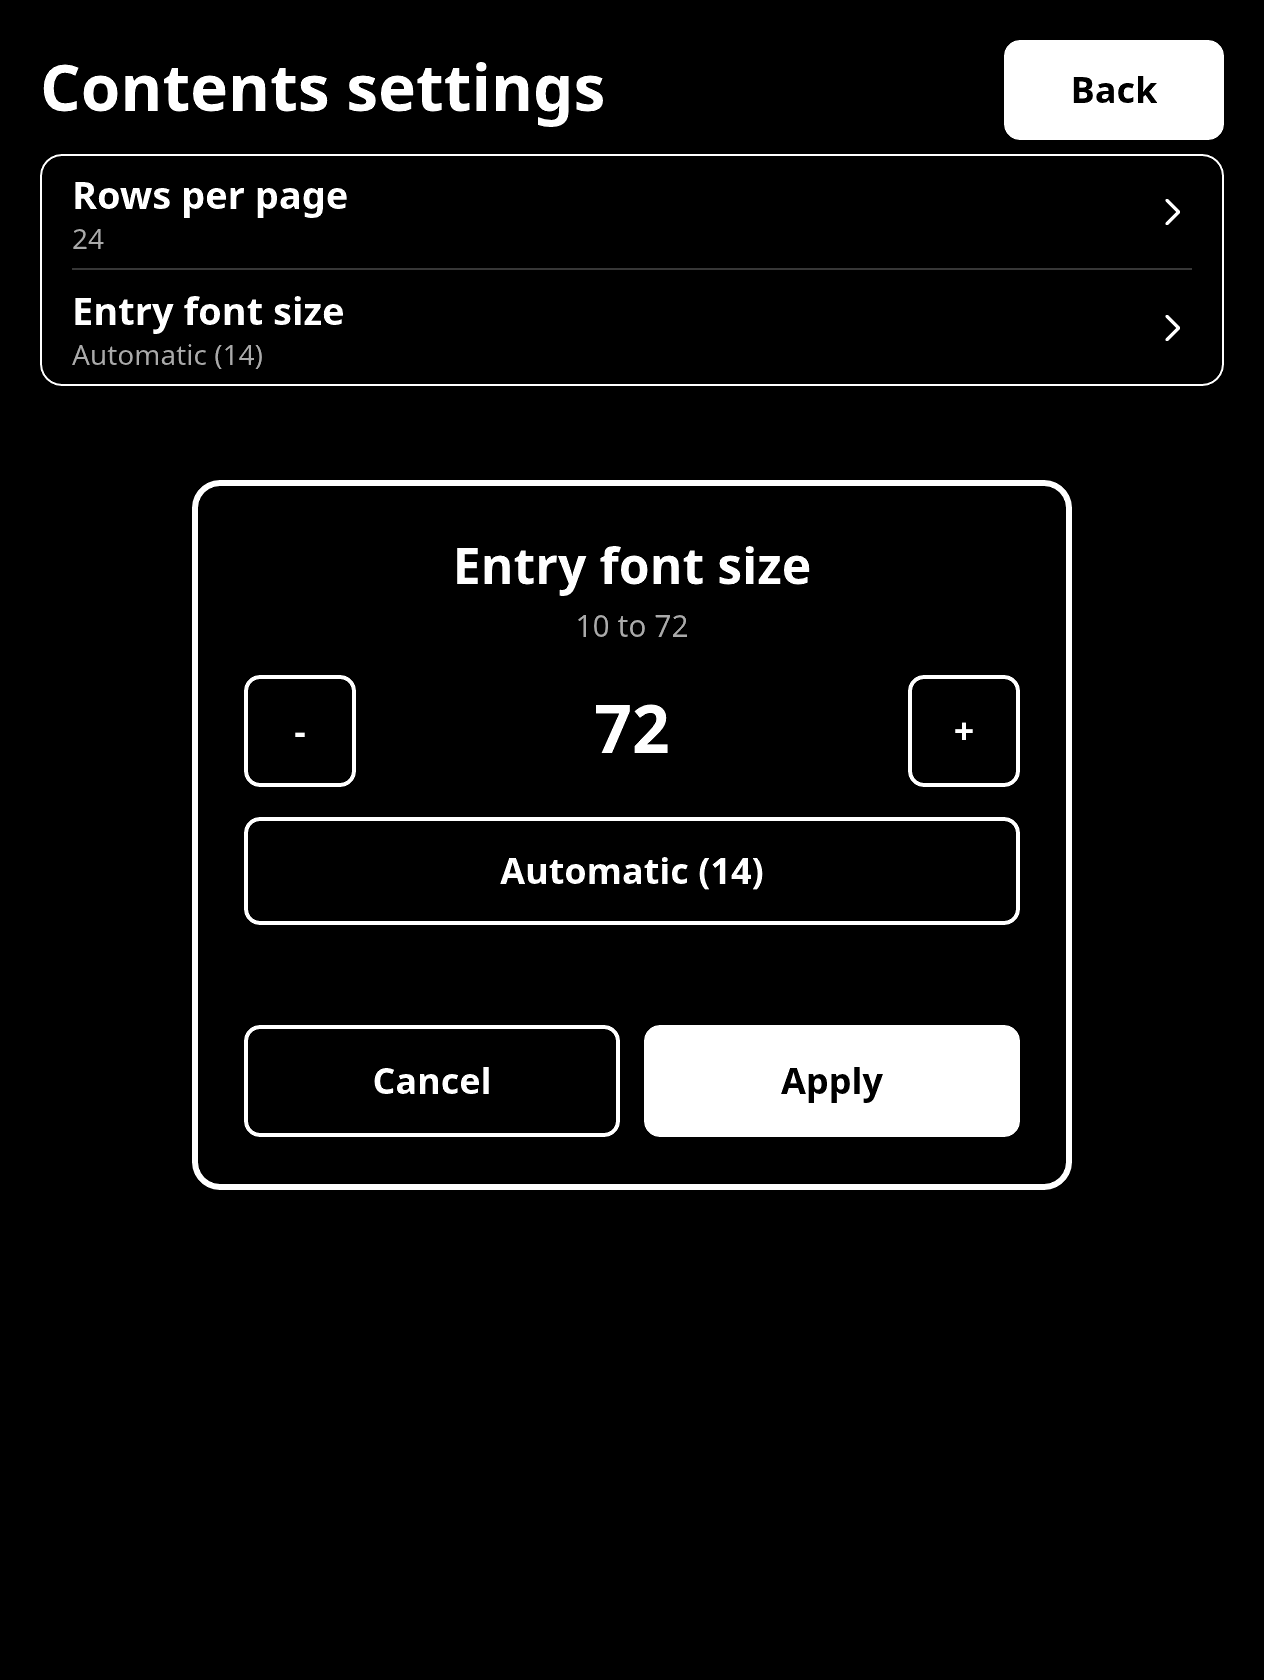 Contents settings
Back
Rows per page
24
Entry font size
Automatic (14)
Entry font size
10 to 72
-
72
+
Automatic (14)
Cancel
Apply